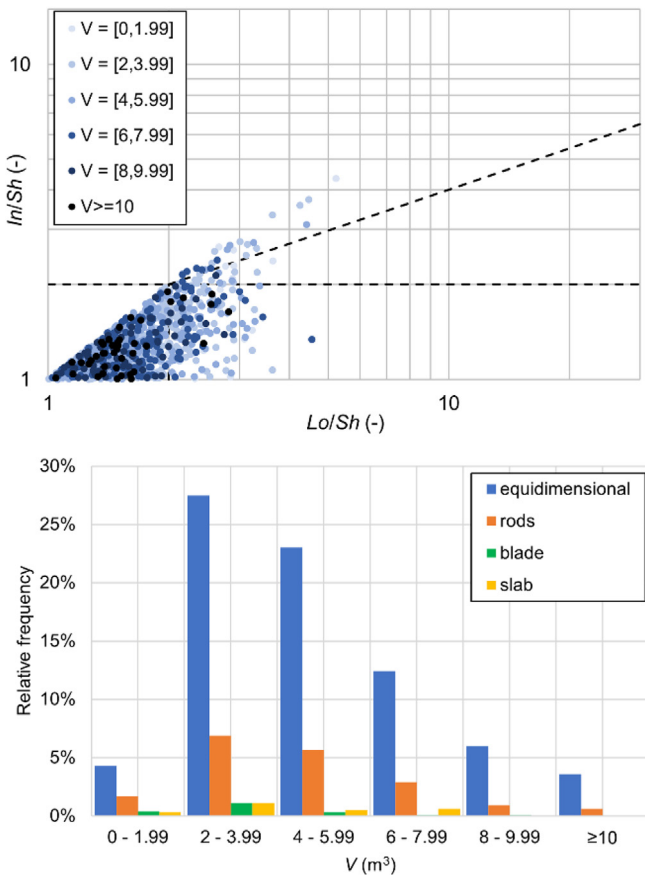 V = [0,1.99]
V = [2,3.99]
V = [4,5.99]
V = [6,7.99]
V = [8,9.99]
V>=10
10
1
In/Sh (-)
1
10
Lo/Sh (-)
30%
25%
20%
15%
10%
5%
0%
Relative frequency
equidimensional
rods
blade
slab
0 - 1.99
2 - 3.99
4 - 5.99
6 - 7.99
8 - 9.99
≥10
V (m³)